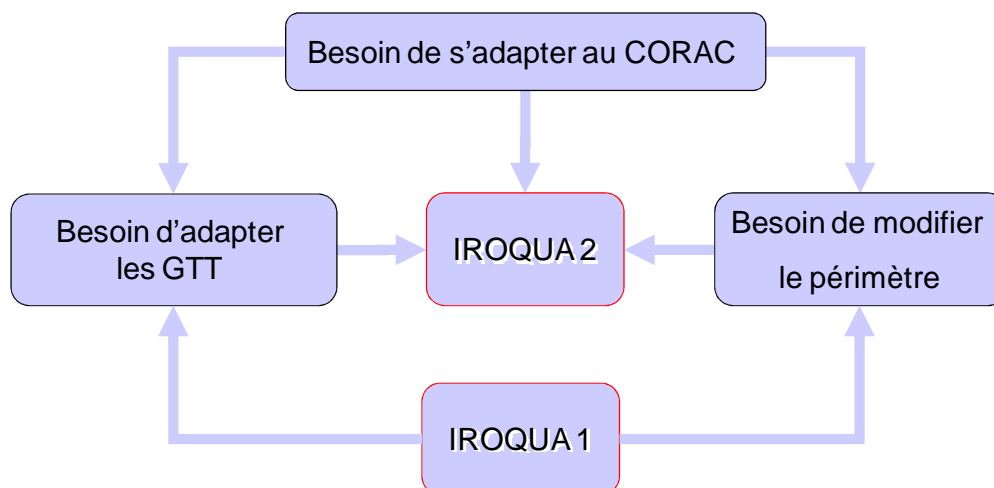 Besoin de s’adapter au CORAC
Besoin d’adapter
les GTT
IROQUA 2
Besoin de modifier
le périmètre
IROQUA 1